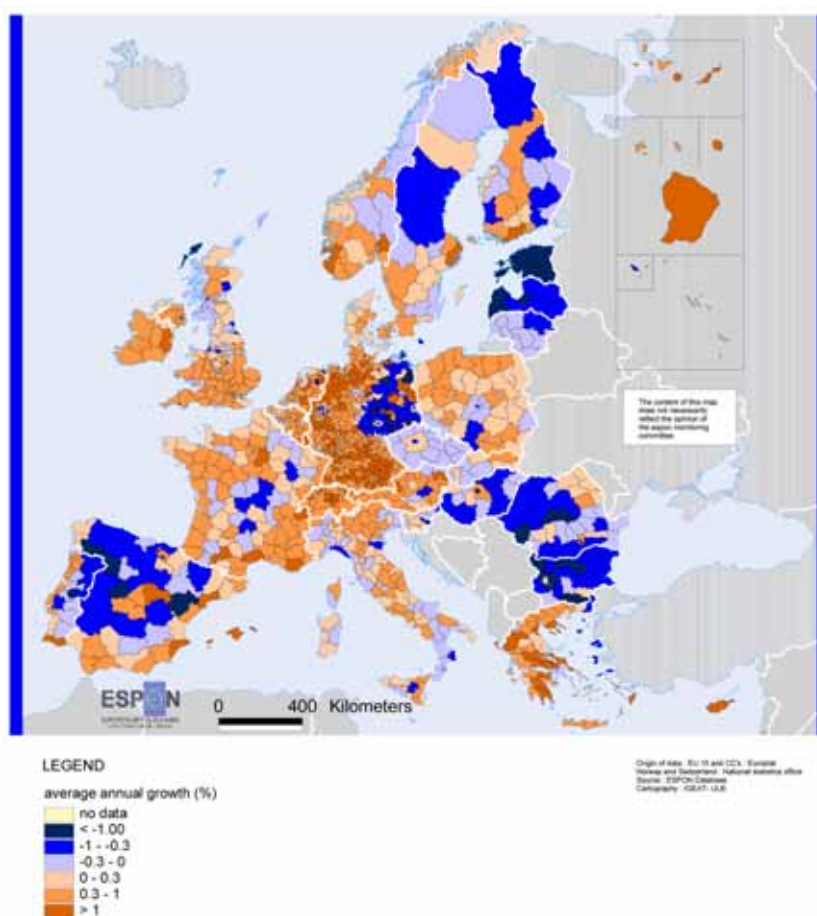 The content of this map
does not necessarily
reflect the opinion of
the espon monitoring
committee
ESPON
0 400 Kilometers
LEGEND
average annual growth (%)
no data
< -1.00
-1 - -0.3
-0.3 - 0
0 - 0.3
0.3 - 1
> 1
Origin of data : EU 15 and CC's : Eurostat
Norway and Switzerland : National statistics office
Source : ESPON Database
Cartography : IGEAT- ULB